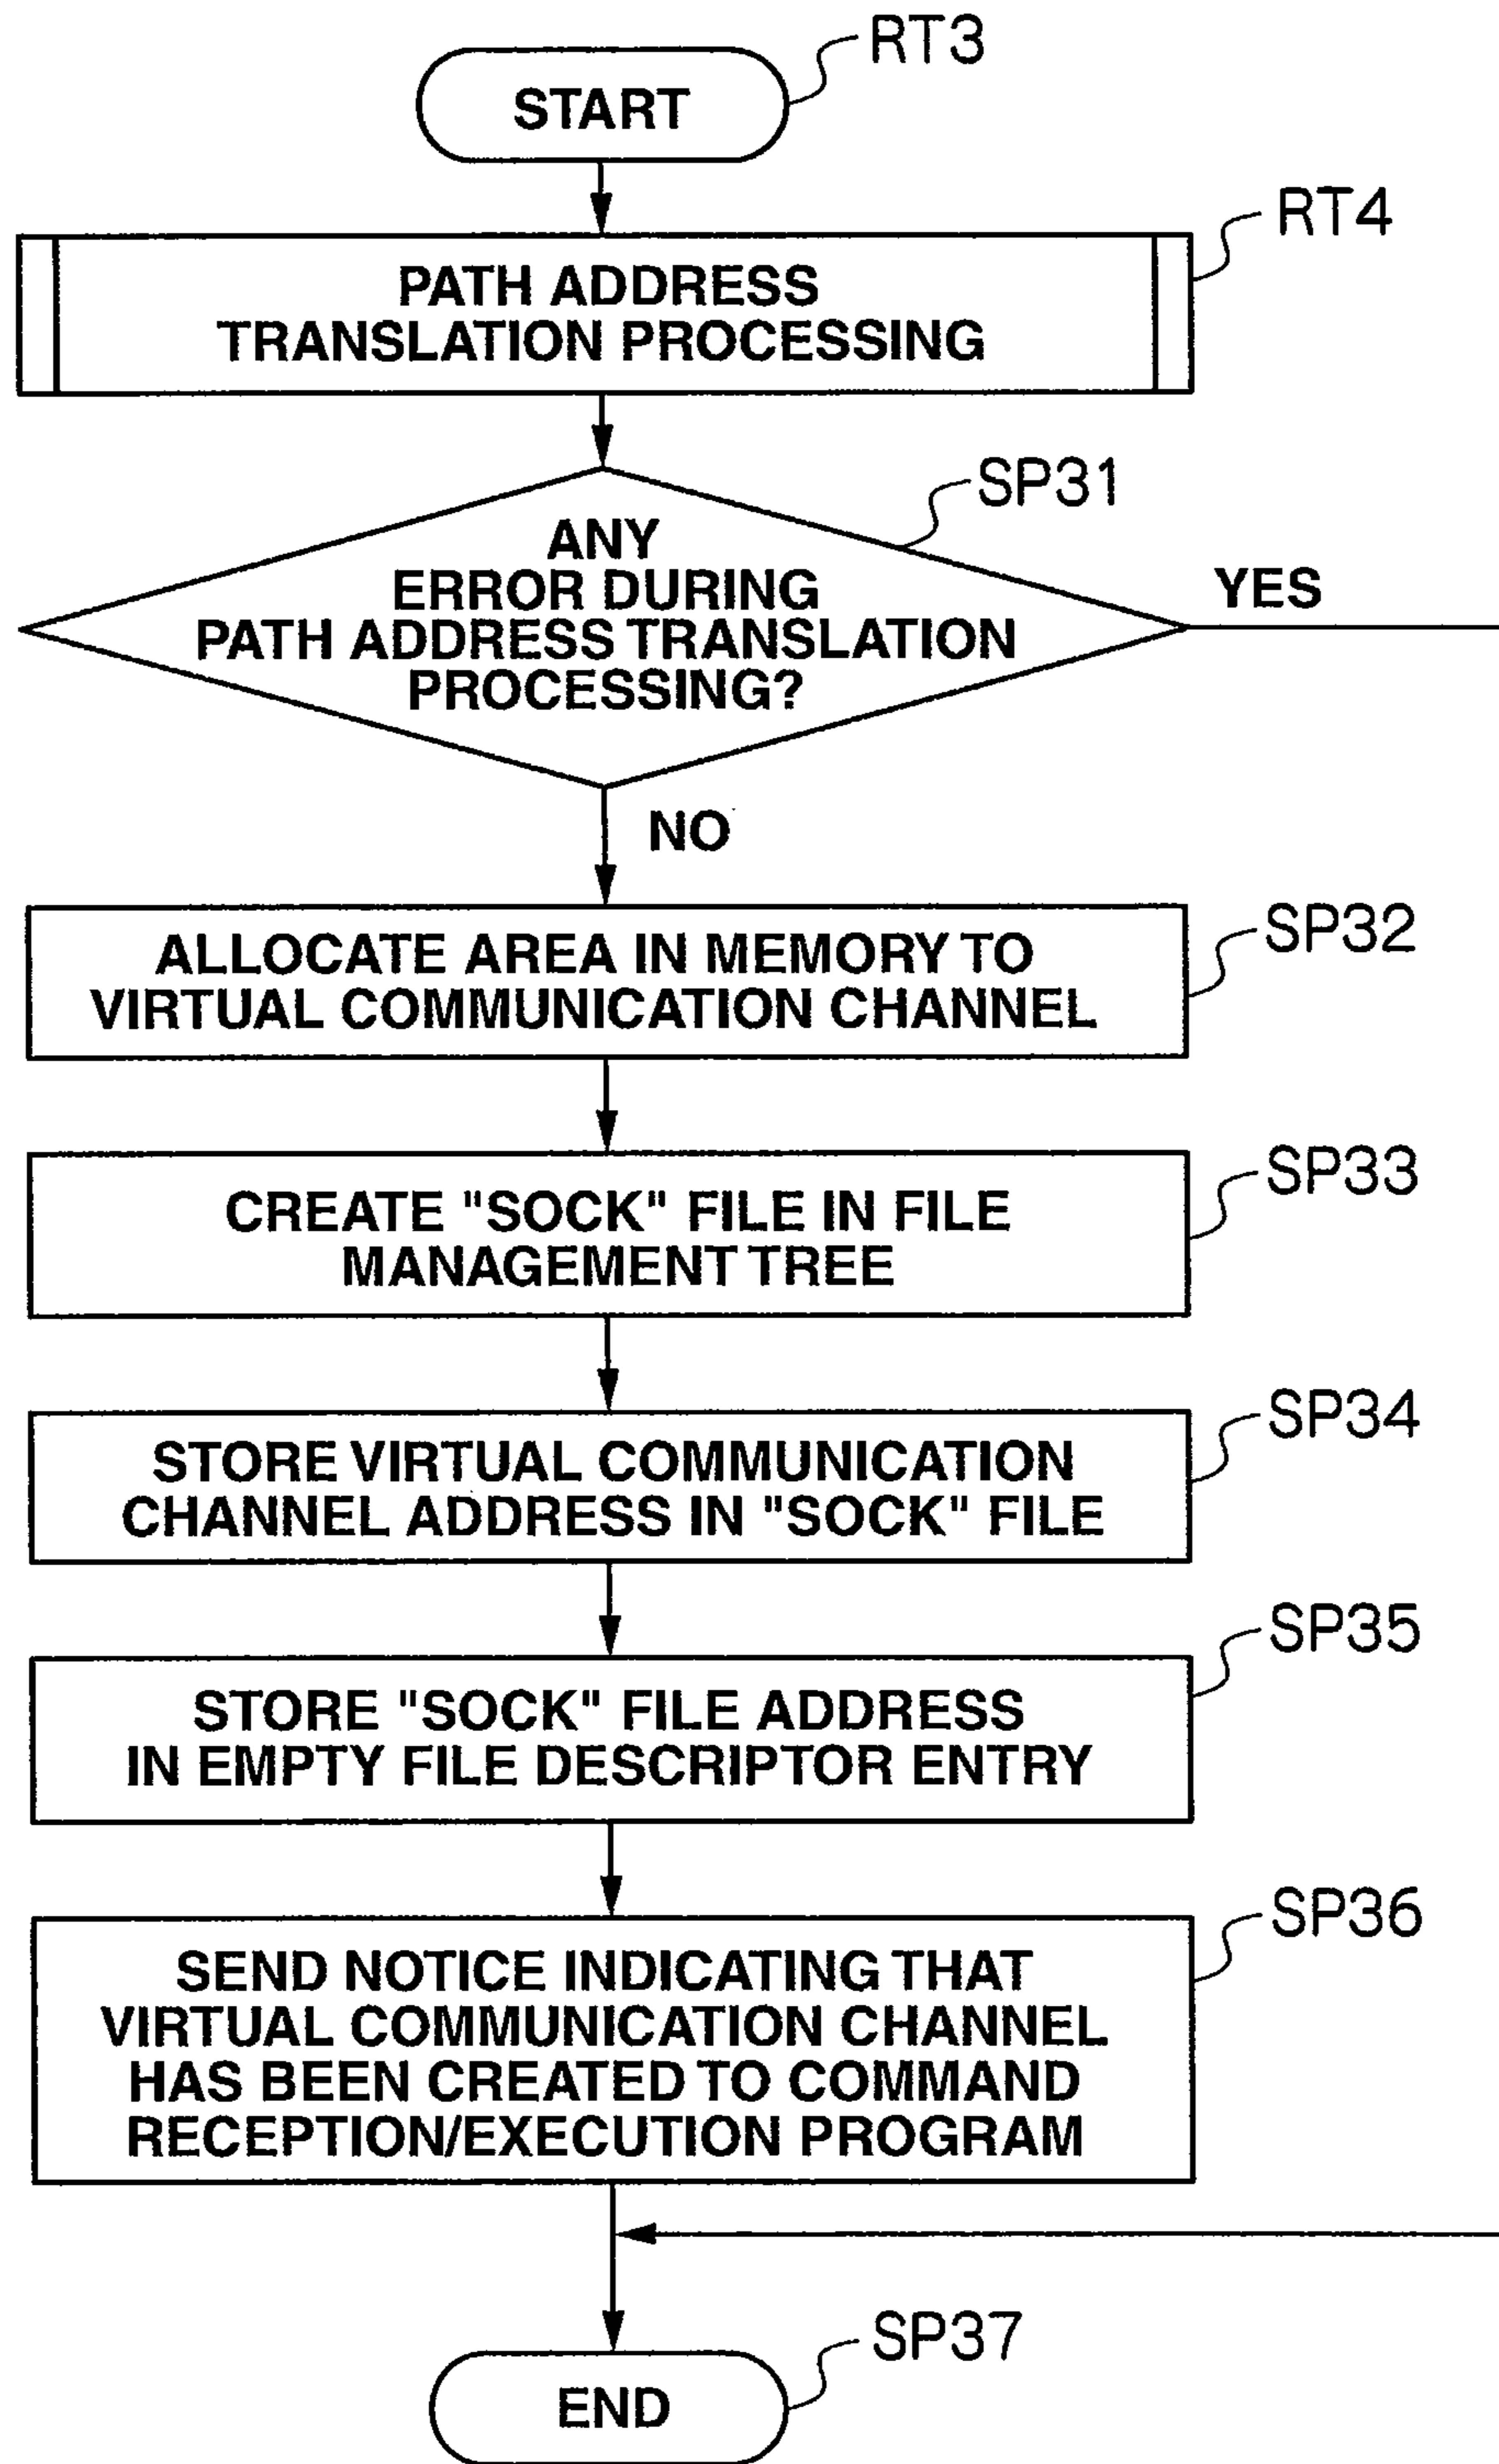 RT3
START
RT4
PATH ADDRESS
TRANSLATION PROCESSING
SP31
ANY
ERROR DURING
PATH ADDRESS TRANSLATION
PROCESSING?
YES
NO
SP32
ALLOCATE AREA IN MEMORY TO
VIRTUAL COMMUNICATION CHANNEL
SP33
CREATE "SOCK" FILE IN FILE
MANAGEMENT TREE
SP34
STORE VIRTUAL COMMUNICATION
CHANNEL ADDRESS IN "SOCK" FILE
SP35
STORE "SOCK" FILE ADDRESS
IN EMPTY FILE DESCRIPTOR ENTRY
SP36
SEND NOTICE INDICATING THAT
VIRTUAL COMMUNICATION CHANNEL
HAS BEEN CREATED TO COMMAND
RECEPTION/EXECUTION PROGRAM
SP37
END